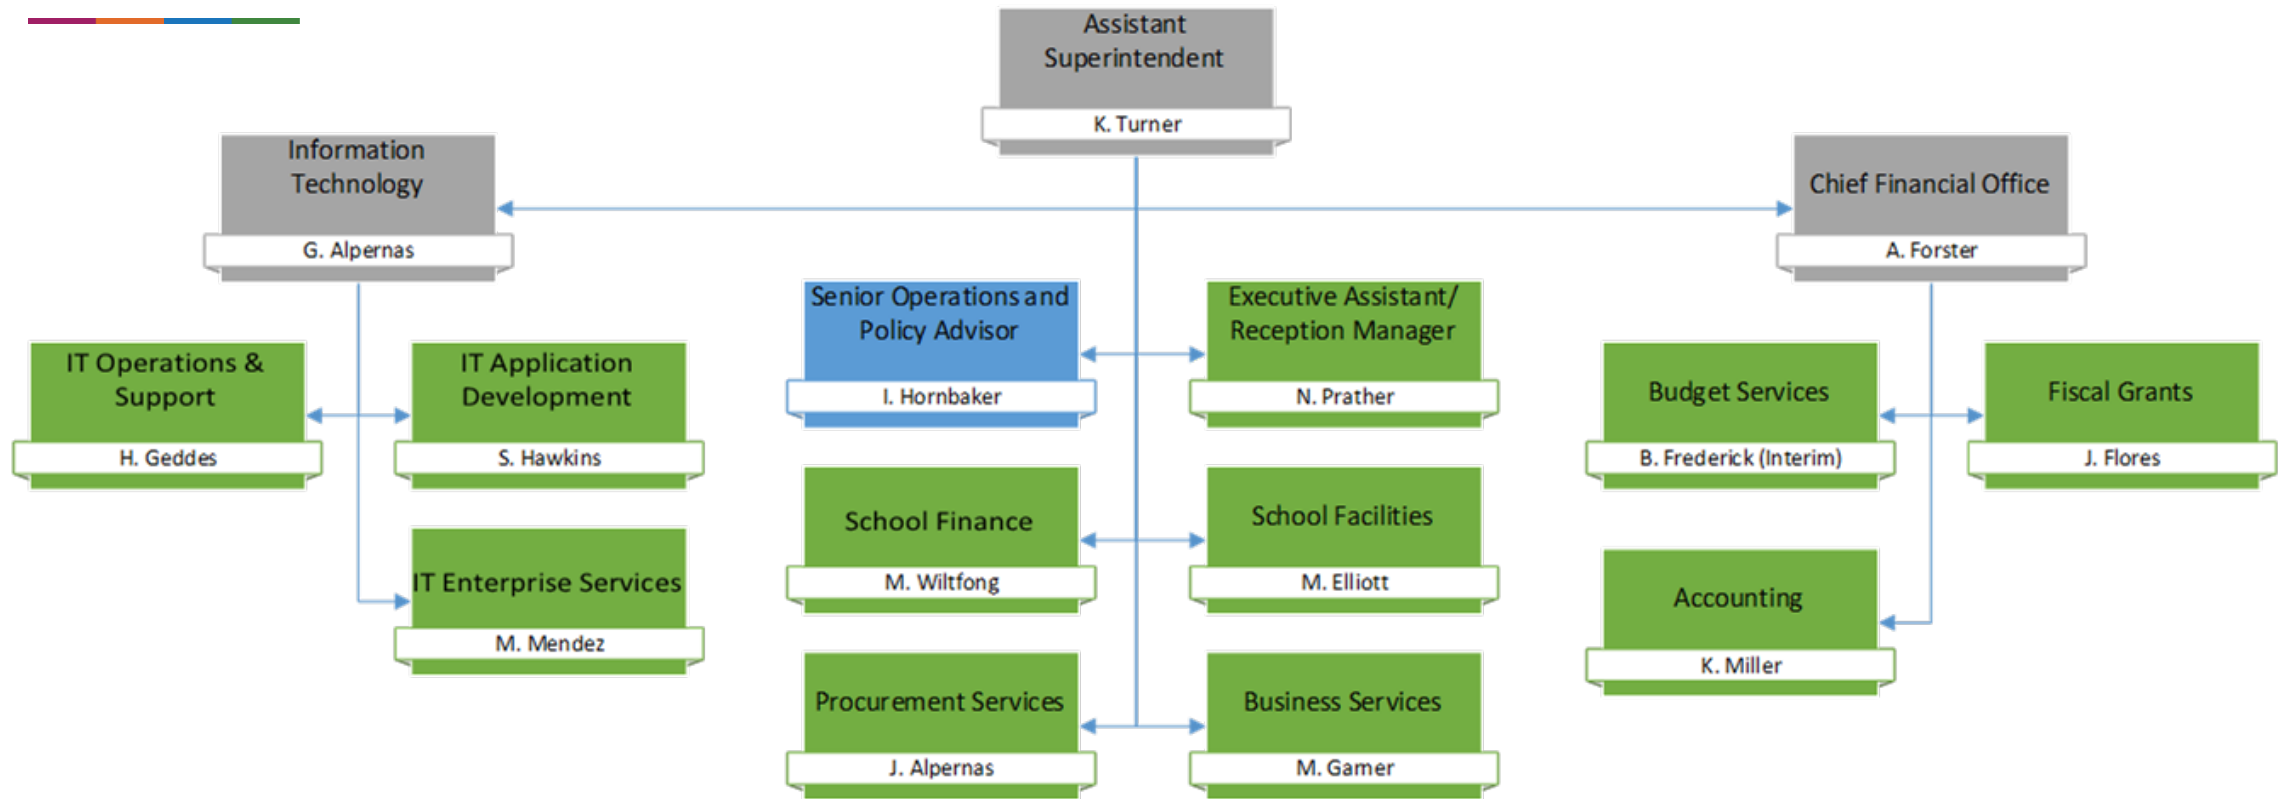 Assistant
Superintendent
K. Turner
Information
Technology
G. Alpernas
Chief Financial Office
A. Forster
Senior Operations and
Policy Advisor
I. Hornbaker
Executive Assistant/
Reception Manager
N. Prather
IT Operations &
Support
H. Geddes
IT Application
Development
S. Hawkins
Budget Services
B. Frederick (Interim)
Fiscal Grants
J. Flores
School Finance
M. Wiltfong
School Facilities
M. Elliott
IT Enterprise Services
M. Mendez
Accounting
K. Miller
Procurement Services
J. Alpernas
Business Services
M. Garner